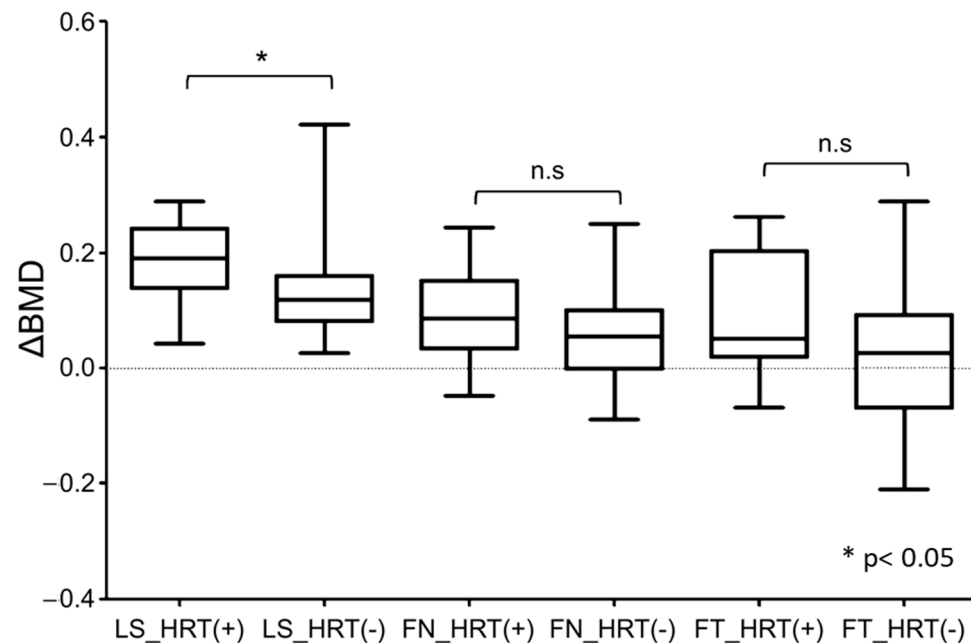 0.6
*
0.4
n.s
n.s
0.2
ΔBMD
0.0
−0.2
* p< 0.05
−0.4
LS_HRT(+) LS_HRT(-) FN_HRT(+) FN_HRT(-) FT_HRT(+) FT_HRT(-)